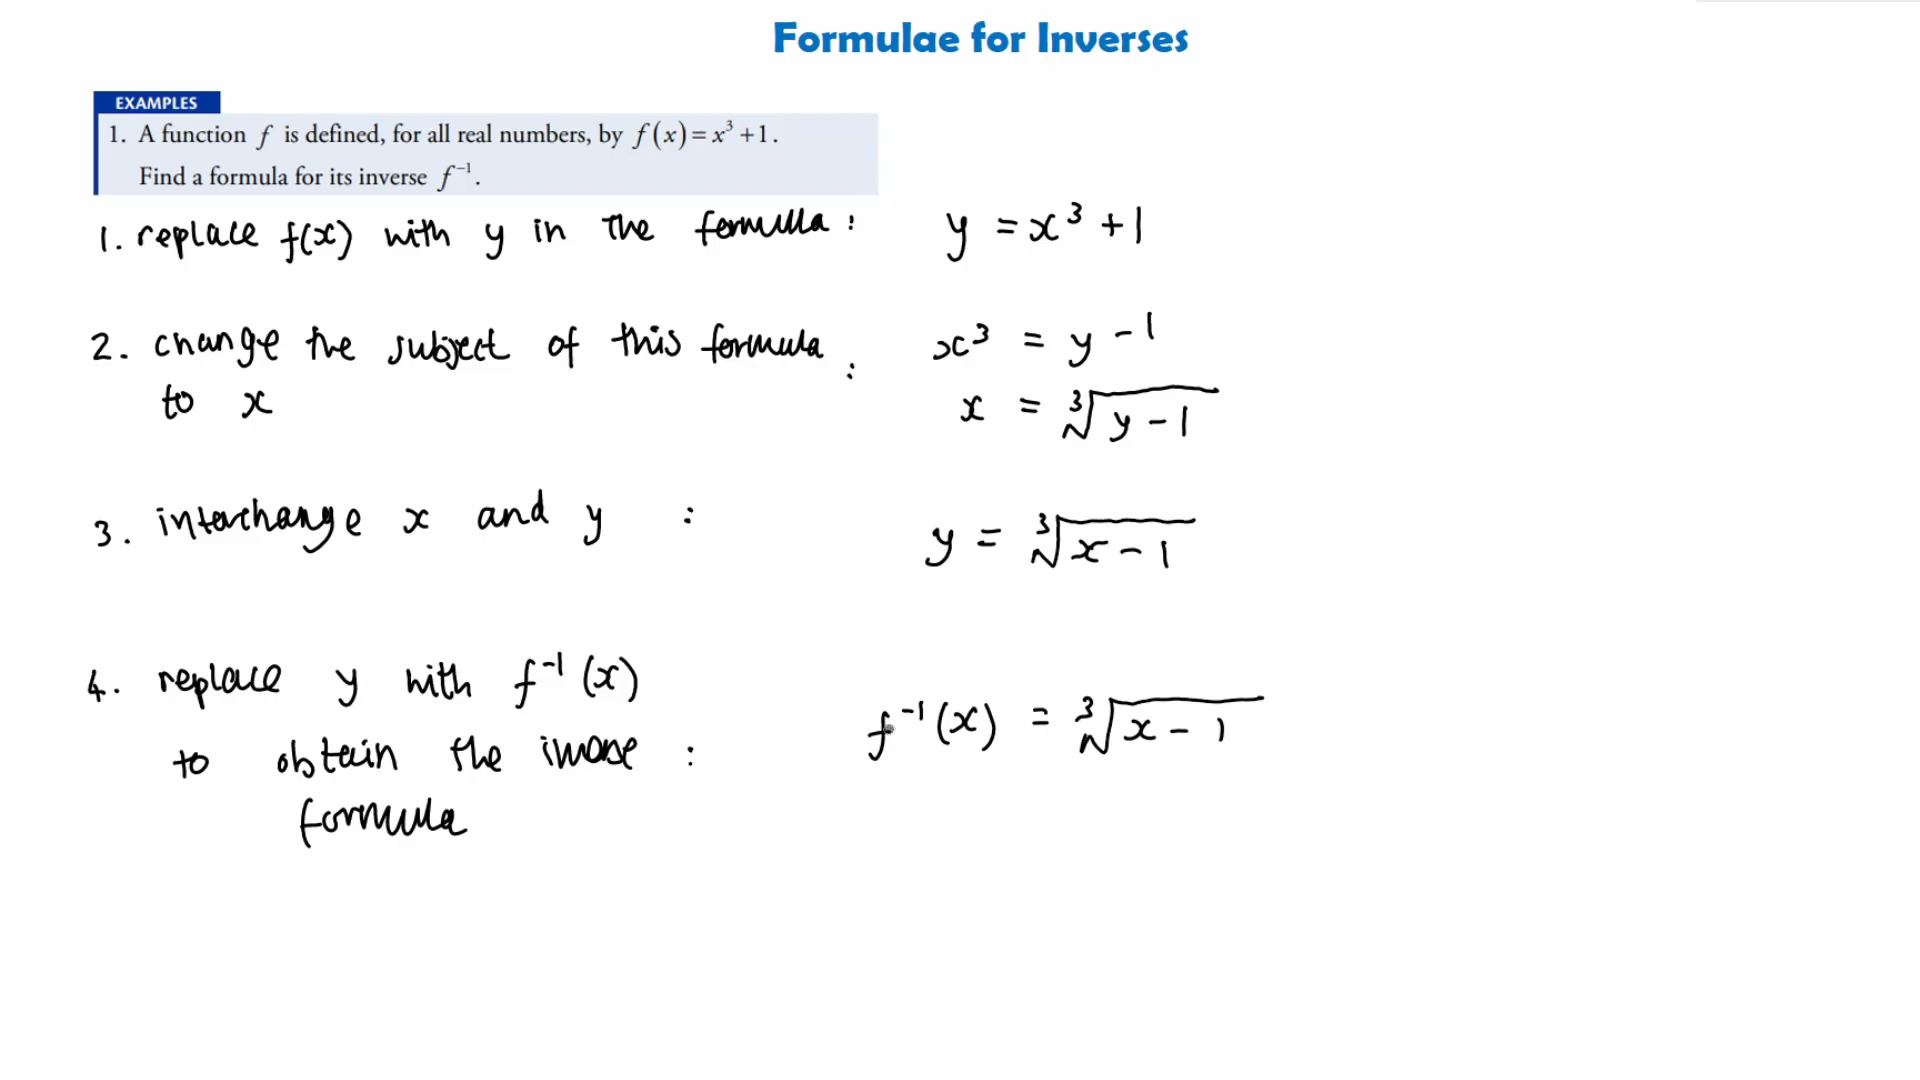 Formulae for Inverses
EXAMPLES
1. A function f is defined, for all real numbers, by f(x) = x³ + 1.
Find a formula for its inverse f⁻¹.
1. replace f(x) with y in the formula : y = x³ + 1
2. change the subject of this formula : x³ = y - 1
to x x = ³√(y - 1)
3. interchange x and y : y = ³√(x - 1)
4. replace y with f⁻¹(x)
to obtain the inverse : f⁻¹(x) = ³√(x - 1)
formula